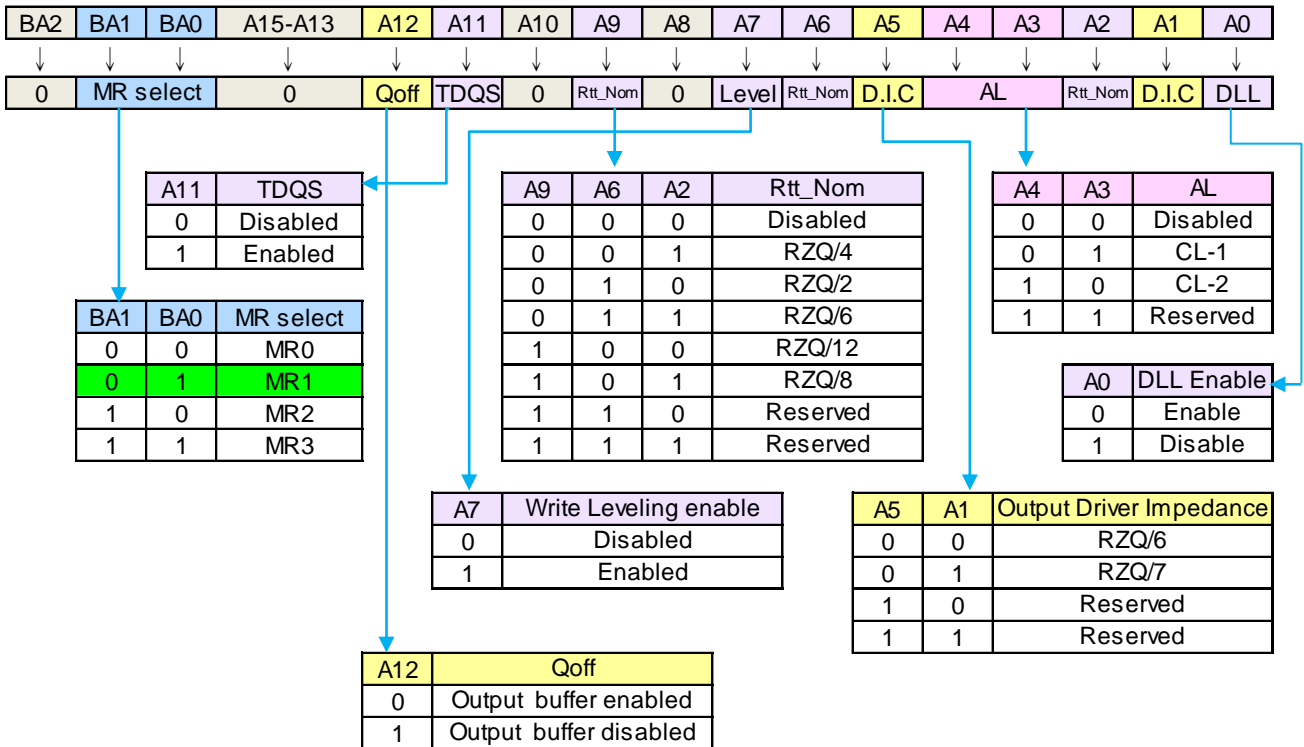 BA2 BA1 BA0 A15-A13 A12 A11 A10 A9 A8 A7 A6 A5 A4 A3 A2 A1 A0
0 MR select 0 Qoff TDQS 0 Rtt_Nom 0 Level Rtt_Nom D.I.C AL Rtt_Nom D.I.C DLL
A11 TDQS
0 Disabled
1 Enabled
A9 A6 A2 Rtt_Nom
0 0 0 Disabled
0 0 1 RZQ/4
0 1 0 RZQ/2
0 1 1 RZQ/6
1 0 0 RZQ/12
1 0 1 RZQ/8
1 1 0 Reserved
1 1 1 Reserved
A4 A3 AL
0 0 Disabled
0 1 CL-1
1 0 CL-2
1 1 Reserved
BA1 BA0 MR select
0 0 MR0
0 1 MR1
1 0 MR2
1 1 MR3
A0 DLL Enable
0 Enable
1 Disable
A7 Write Leveling enable
0 Disabled
1 Enabled
A5 A1 Output Driver Impedance
0 0 RZQ/6
0 1 RZQ/7
1 0 Reserved
1 1 Reserved
A12 Qoff
0 Output buffer enabled
1 Output buffer disabled